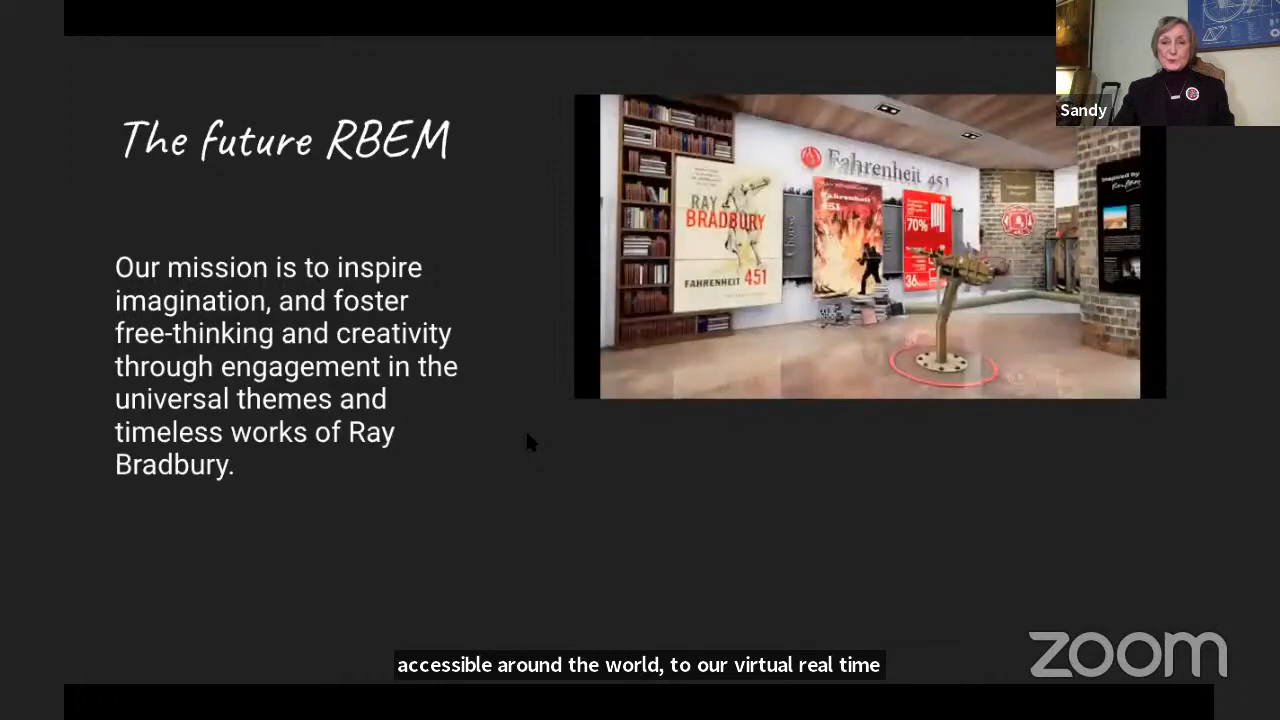 Sandy
The future RBEM
Our mission is to inspire
imagination, and foster
free-thinking and creativity
through engagement in the
universal themes and
timeless works of Ray
Bradbury.
Fahrenheit 451
RAY
BRADBURY
FAHRENHEIT 451
Fahrenheit
451
70%
36
Inspired by
accessible around the world, to our virtual real time
zoom